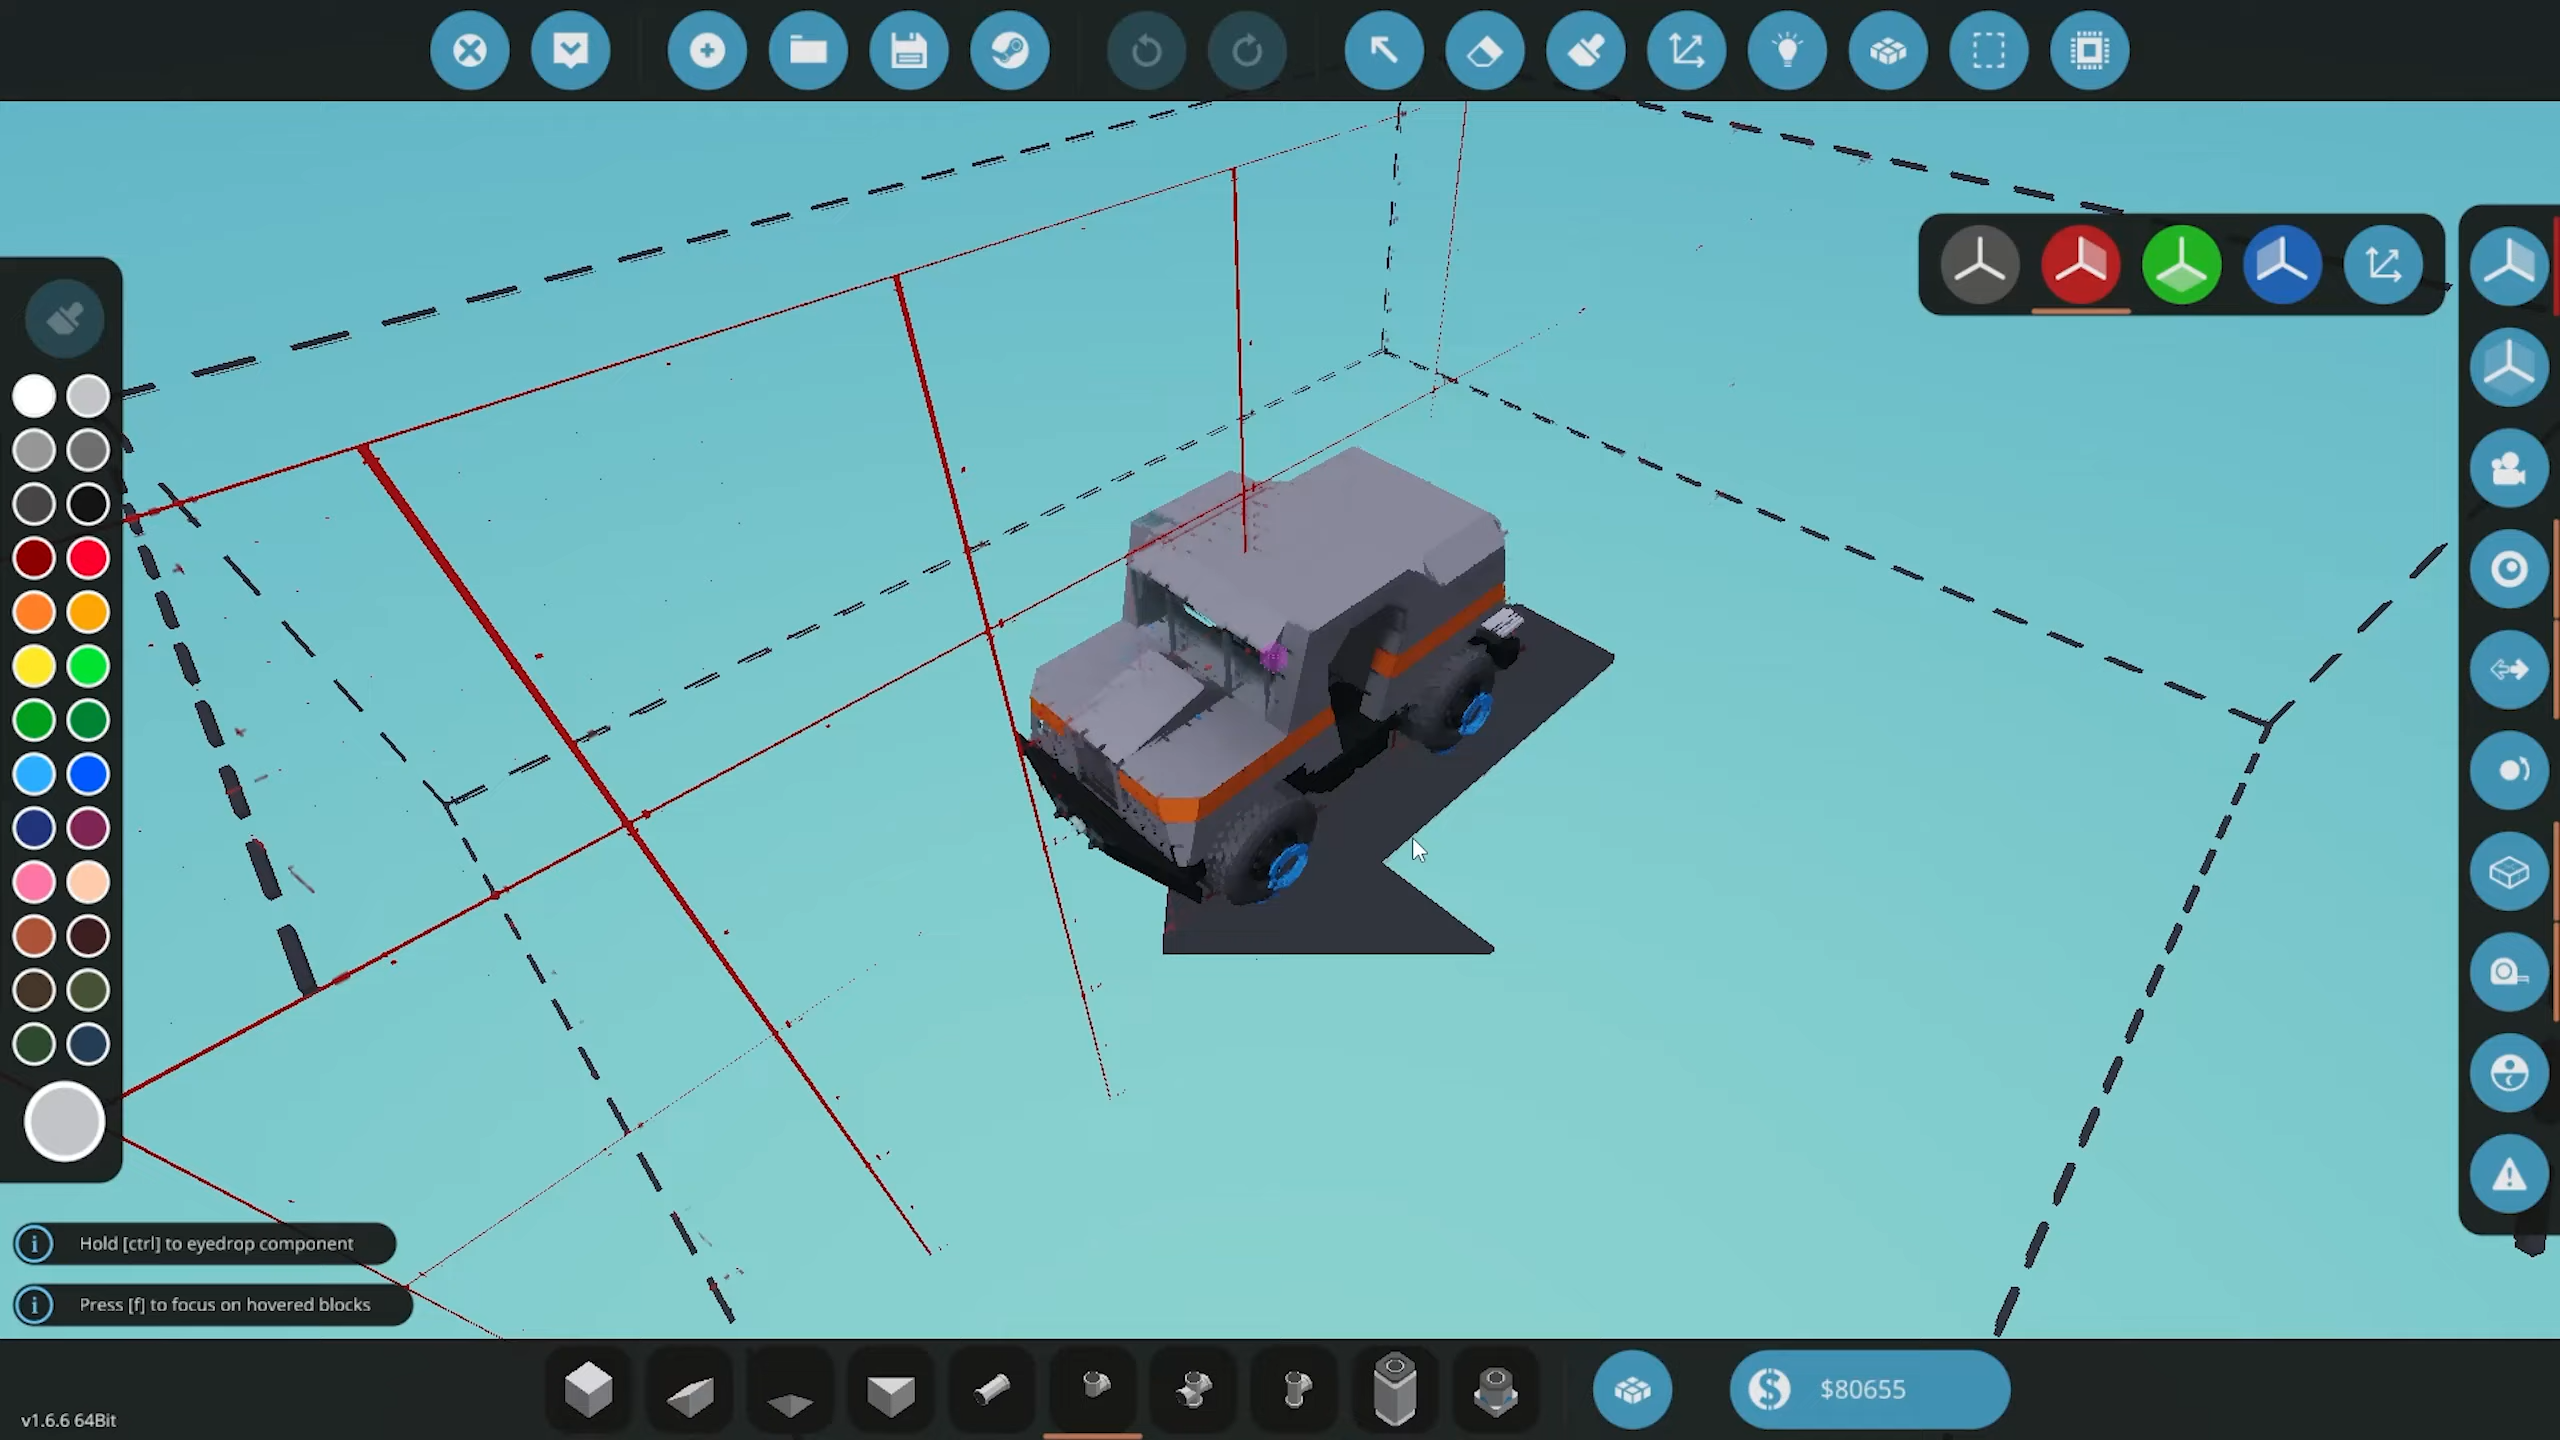 Hold [ctrl] to eyedrop component
Press [f] to focus on hovered blocks
$80655
v1.6.6 64Bit